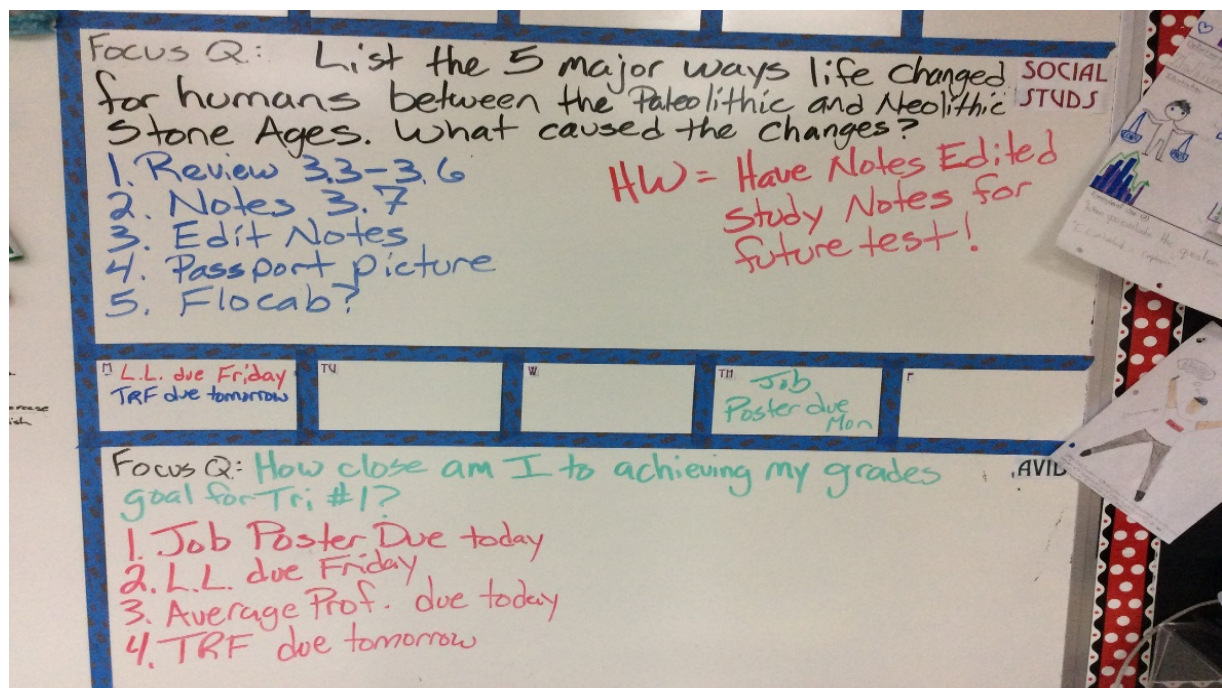 Focus Q: List the 5 major ways life changed
for humans between the Paleolithic and Neolithic
Stone Ages. What caused the changes?
SOCIAL
STUDS
1. Review 3.3-3.6
2. Notes 3.7
3. Edit Notes
4. Passport picture
5. Flocab?
HW = Have Notes Edited
Study Notes for
future test!
M L.L. due Friday
TRF due tomorrow
TU
W
TH Job
Poster due
Mon
F
Focus Q: How close am I to achieving my grades
goal for Tri #1?
AVID
1. Job Poster Due today
2. L.L. due Friday
3. Average Prof. due today
4. TRF due tomorrow